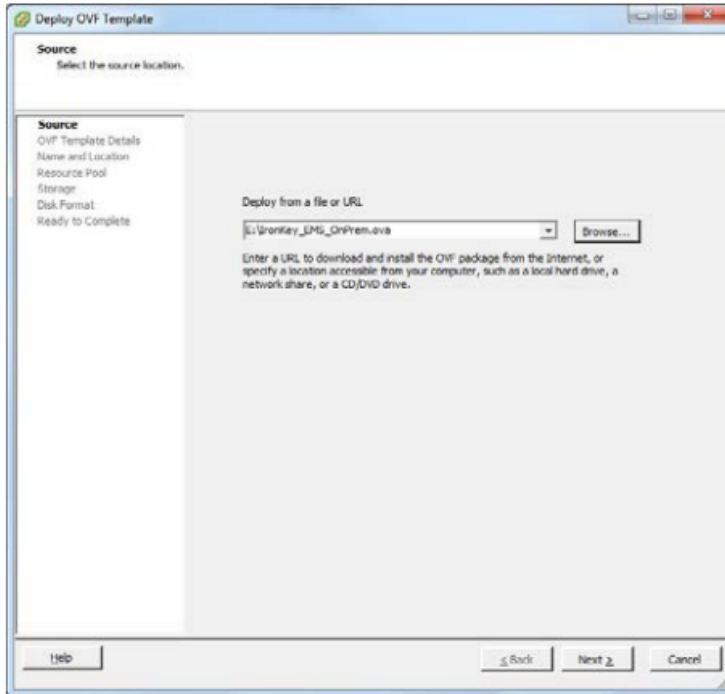 Deploy OVF Template
Source
Select the source location.
Source
OVF Template Details
Name and Location
Resource Pool
Storage
Disk Format
Ready to Complete
Deploy from a file or URL
E:\IronKey_EMS_OnPrem.ova
Browse...
Enter a URL to download and install the OVF package from the Internet, or
specify a location accessible from your computer, such as a local hard drive, a
network share, or a CD/DVD drive.
Help
≤ Back
Next ≥
Cancel